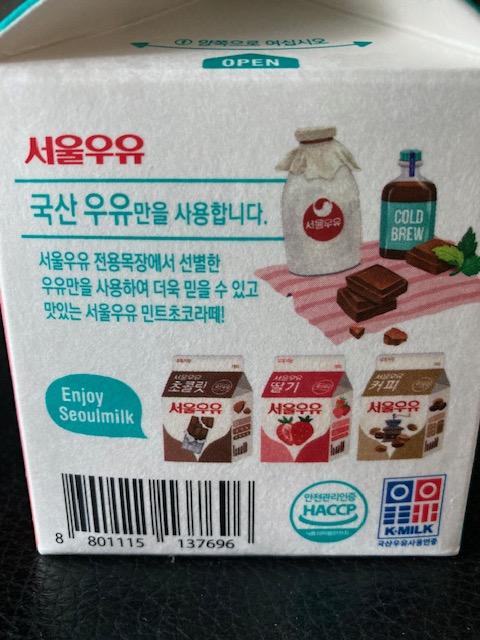 ② 양쪽으로 여십시오
OPEN
서울우유
국산 우유만을 사용합니다.
서울우유 전용목장에서 선별한
우유만을 사용하여 더욱 믿을 수 있고
맛있는 서울우유 민트초코라떼!
서울우유
COLD
BREW
Enjoy
Seoulmilk
서울우유
초콜릿
서울우유
서울우유
딸기
서울우유
서울우유
커피
서울우유
8 801115 137696
안전관리인증
HACCP
K·MILK
국산우유사용인증